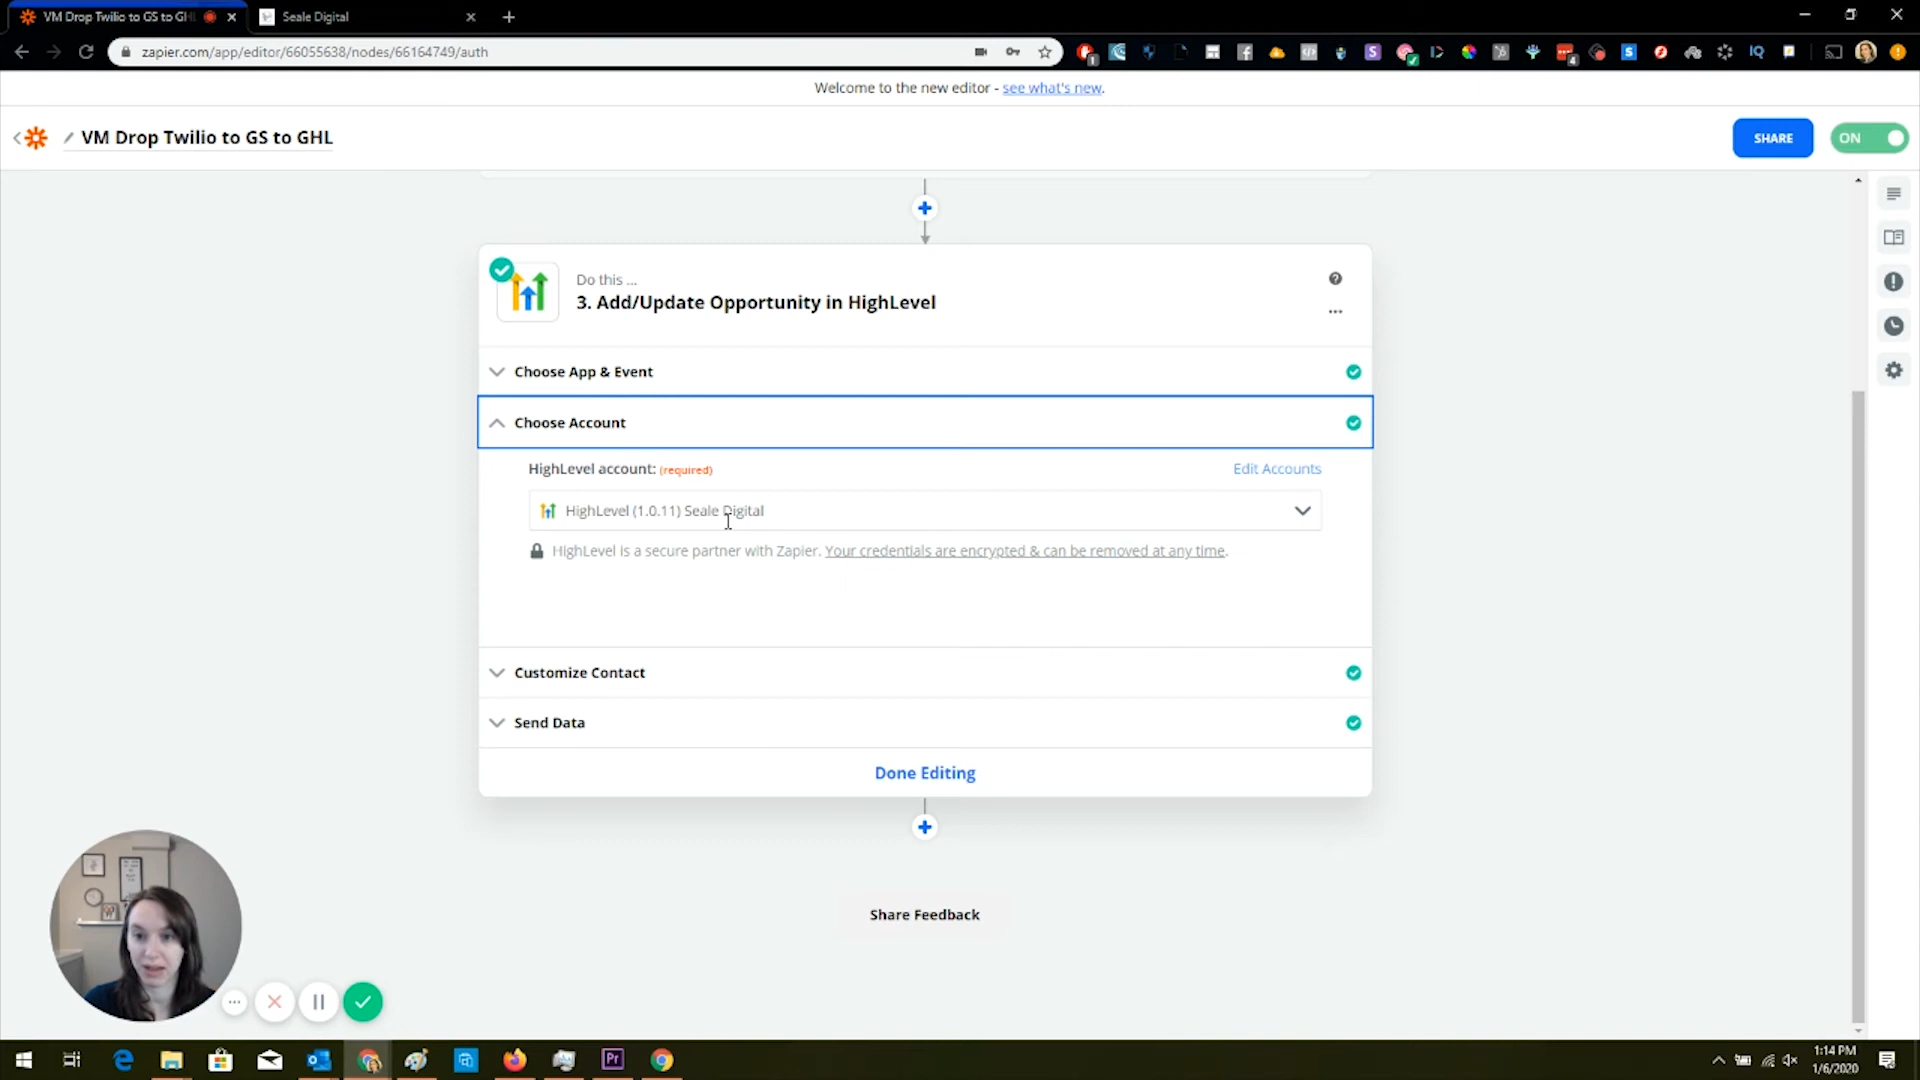 VM Drop Twilio to GS to GHL
Seale Digital
zapier.com/app/editor/66055638/nodes/66164749/auth
Welcome to the new editor - see what's new.
VM Drop Twilio to GS to GHL
SHARE
ON
Do this ...
3. Add/Update Opportunity in HighLevel
Choose App & Event
Choose Account
HighLevel account: (required)
Edit Accounts
HighLevel (1.0.11) Seale Digital
HighLevel is a secure partner with Zapier. Your credentials are encrypted & can be removed at any time.
Customize Contact
Send Data
Done Editing
Share Feedback
1:14 PM
1/6/2020